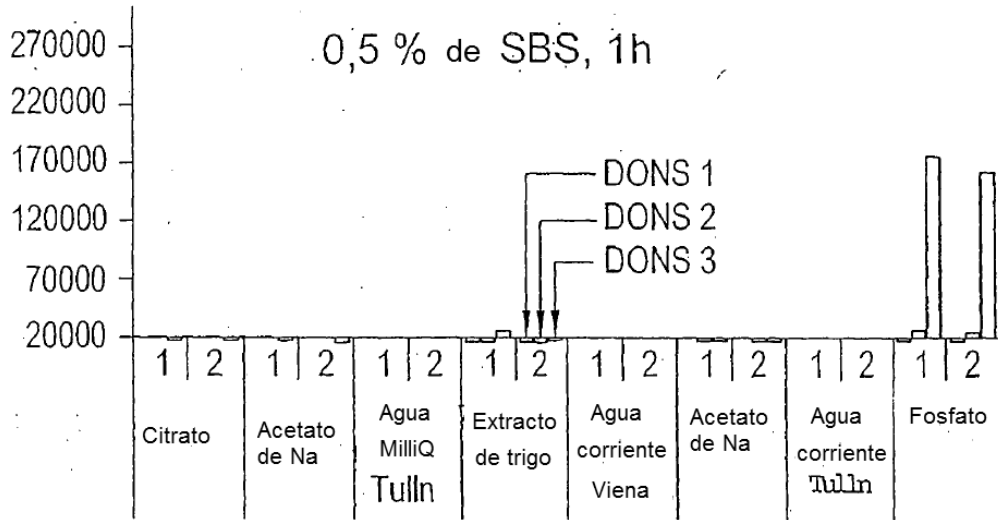 0,5 % de SBS, 1h
270000
220000
170000
120000
70000
20000
DONS 1
DONS 2
DONS 3
1 2 1 2 1 2 1 2 1 2 1 2 1 2 1 2
Citrato
Acetato
de Na
Agua
MilliQ
Tulln
Extracto
de trigo
Agua
corriente
Viena
Acetato
de Na
Agua
corriente
Tulln
Fosfato